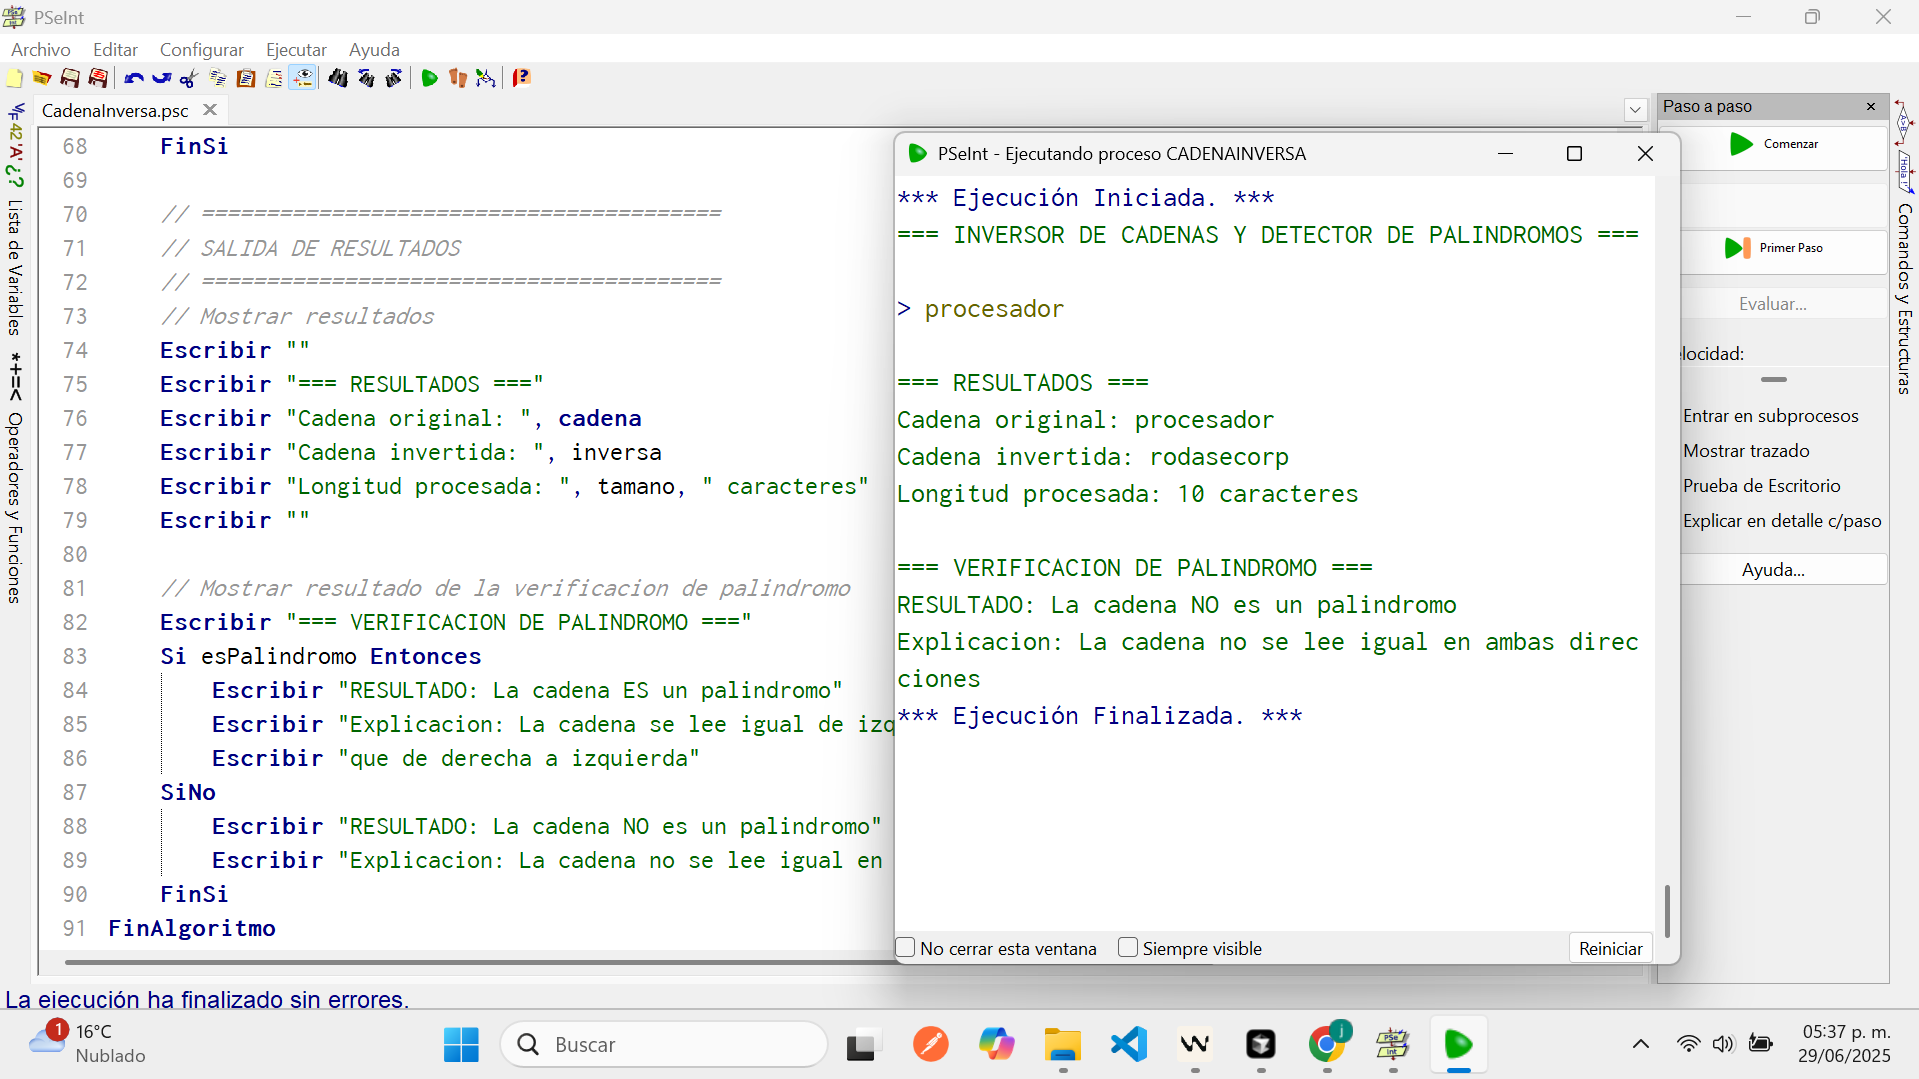 PSeInt
Archivo Editar Configurar Ejecutar Ayuda
CadenaInversa.psc
Lista de Variables
Operadores y Funciones
68 FinSi
69
70 // ========================================
71 // SALIDA DE RESULTADOS
72 // ========================================
73 // Mostrar resultados
74 Escribir ""
75 Escribir "=== RESULTADOS ==="
76 Escribir "Cadena original: ", cadena
77 Escribir "Cadena invertida: ", inversa
78 Escribir "Longitud procesada: ", tamano, " caracteres"
79 Escribir ""
80
81 // Mostrar resultado de la verificacion de palindromo
82 Escribir "=== VERIFICACION DE PALINDROMO ==="
83 Si esPalindromo Entonces
84 Escribir "RESULTADO: La cadena ES un palindromo"
85 Escribir "Explicacion: La cadena se lee igual de izq
86 Escribir "que de derecha a izquierda"
87 SiNo
88 Escribir "RESULTADO: La cadena NO es un palindromo"
89 Escribir "Explicacion: La cadena no se lee igual en
90 FinSi
91 FinAlgoritmo
PSeInt - Ejecutando proceso CADENAINVERSA
*** Ejecución Iniciada. ***
=== INVERSOR DE CADENAS Y DETECTOR DE PALINDROMOS ===
> procesador
=== RESULTADOS ===
Cadena original: procesador
Cadena invertida: rodasecorp
Longitud procesada: 10 caracteres
=== VERIFICACION DE PALINDROMO ===
RESULTADO: La cadena NO es un palindromo
Explicacion: La cadena no se lee igual en ambas direc
ciones
*** Ejecución Finalizada. ***
No cerrar esta ventana Siempre visible Reiniciar
Paso a paso
Comenzar
Primer Paso
Evaluar...
locidad:
Entrar en subprocesos
Mostrar trazado
Prueba de Escritorio
Explicar en detalle c/paso
Ayuda...
Comandos y Estructuras
La ejecución ha finalizado sin errores.
1
16°C
Nublado
Buscar
05:37 p. m.
29/06/2025